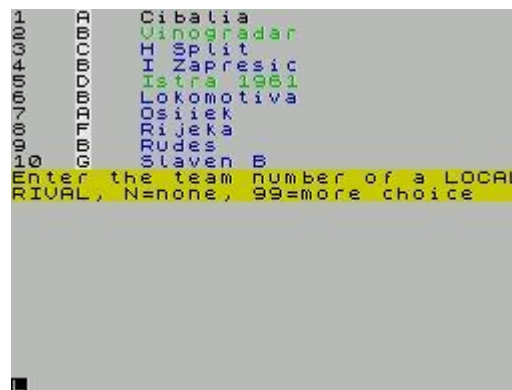 1 A Cibalia
2 B Vinogradar
3 C H Split
4 B I Zapresic
5 D Istra 1961
6 B Lokomotiva
7 A Osijek
8 F Rijeka
9 B Rudes
10 G Slaven B
Enter the team number of a LOCAL
RIVAL, N=none, 99=more choice
L